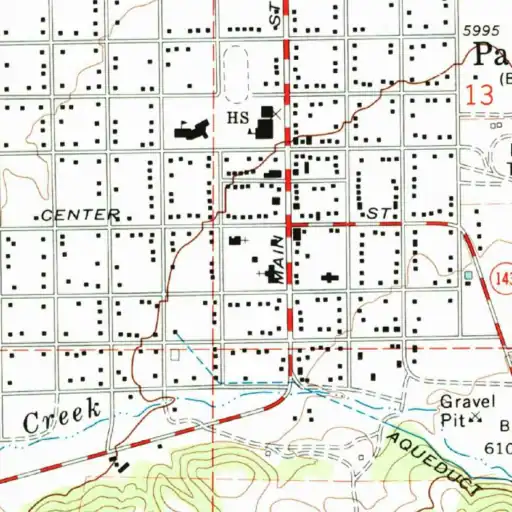 ST
5995
Pa
(B
13
HS
CENTER
ST
MAIN
143
Creek
Gravel
Pit
B
610
AQUEDUCT